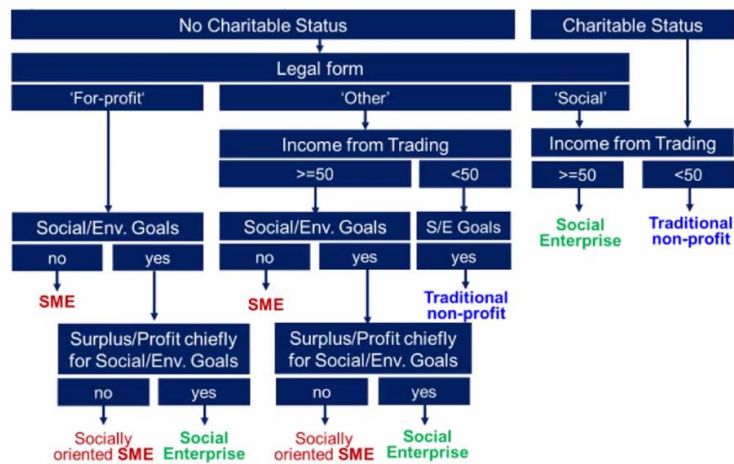 No Charitable Status
Charitable Status
Legal form
'For-profit'
'Other'
'Social'
Income from Trading
Income from Trading
>=50
<50
>=50
<50
Social/Env. Goals
Social/Env. Goals
S/E Goals
Social
Enterprise
Traditional
non-profit
no
yes
no
yes
yes
SME
SME
Traditional
non-profit
Surplus/Profit chiefly
for Social/Env. Goals
Surplus/Profit chiefly
for Social/Env. Goals
no
yes
no
yes
Socially
oriented SME
Social
Enterprise
Socially
oriented SME
Social
Enterprise